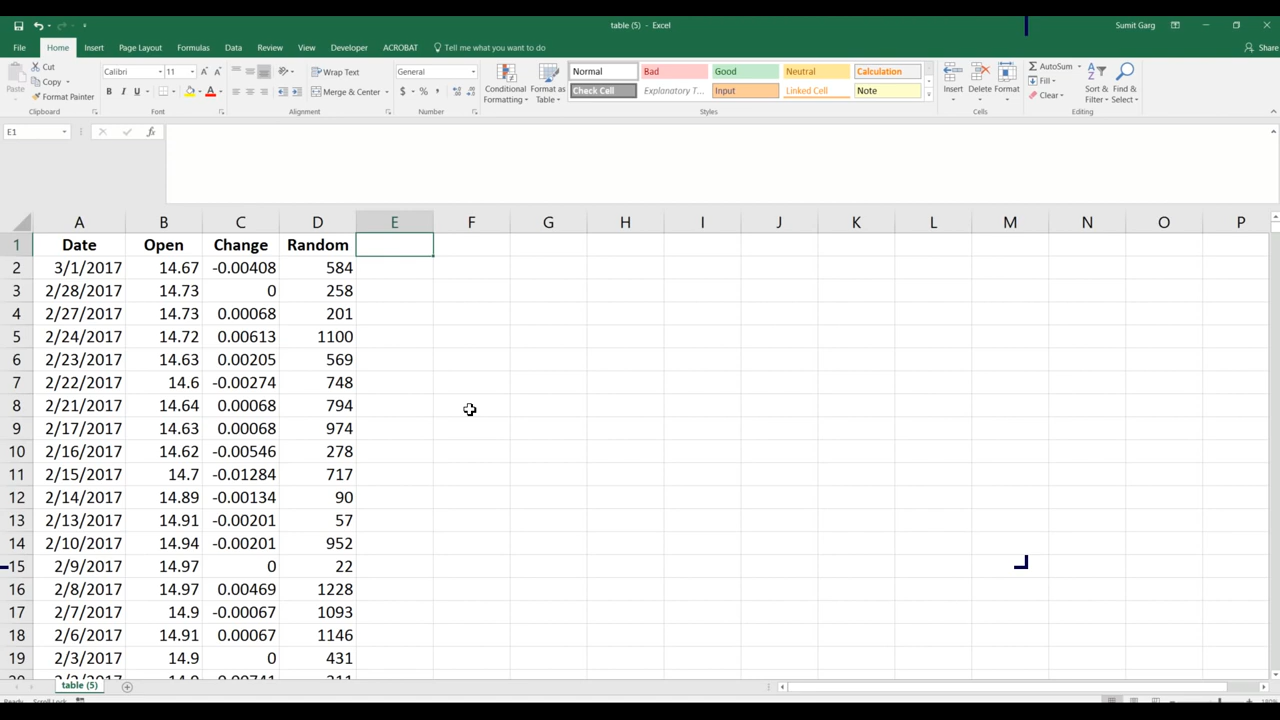 table (5) - Excel
Sumit Garg
File Home Insert Page Layout Formulas Data Review View Developer ACROBAT Tell me what you want to do Share
Paste
Cut
Copy
Format Painter
Clipboard
Calibri 11 A A
B I U A
Font
Wrap Text
Merge & Center
Alignment
General
$ % ,
Number
Conditional Formatting
Format as Table
Normal Bad Good Neutral Calculation
Check Cell Explanatory T... Input Linked Cell Note
Styles
Insert Delete Format
Cells
AutoSum
Fill
Clear
Sort & Filter
Find & Select
Editing
E1 fx
A B C D E F G H I J K L M N O P
1 Date Open Change Random
2 3/1/2017 14.67 -0.00408 584
3 2/28/2017 14.73 0 258
4 2/27/2017 14.73 0.00068 201
5 2/24/2017 14.72 0.00613 1100
6 2/23/2017 14.63 0.00205 569
7 2/22/2017 14.6 -0.00274 748
8 2/21/2017 14.64 0.00068 794
9 2/17/2017 14.63 0.00068 974
10 2/16/2017 14.62 -0.00546 278
11 2/15/2017 14.7 -0.01284 717
12 2/14/2017 14.89 -0.00134 90
13 2/13/2017 14.91 -0.00201 57
14 2/10/2017 14.94 -0.00201 952
15 2/9/2017 14.97 0 22
16 2/8/2017 14.97 0.00469 1228
17 2/7/2017 14.9 -0.00067 1093
18 2/6/2017 14.91 0.00067 1146
19 2/3/2017 14.9 0 431
table (5)